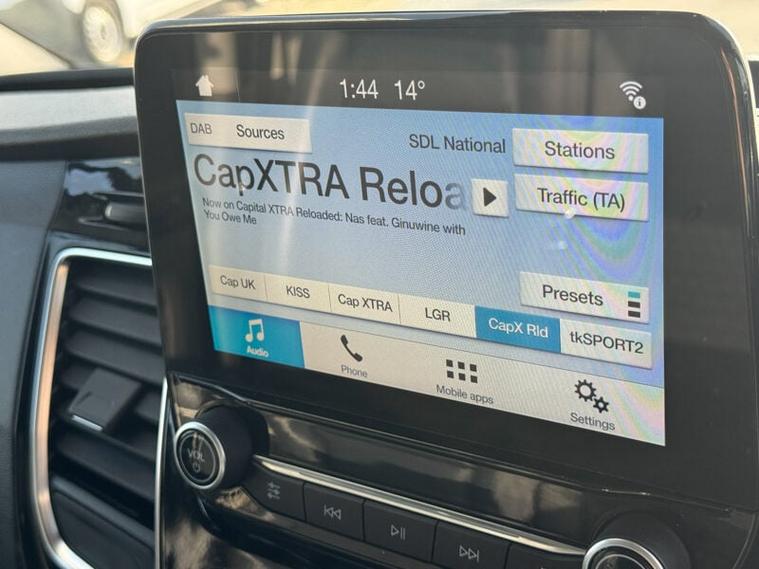 1:44 14°
DAB Sources
SDL National
Stations
CapXTRA Reloa
Traffic (TA)
Now on Capital XTRA Reloaded: Nas feat. Ginuwine with
You Owe Me
Presets
Cap UK
KISS
Cap XTRA
LGR
CapX Rld
tkSPORT2
Audio
Phone
Mobile apps
Settings
VOL